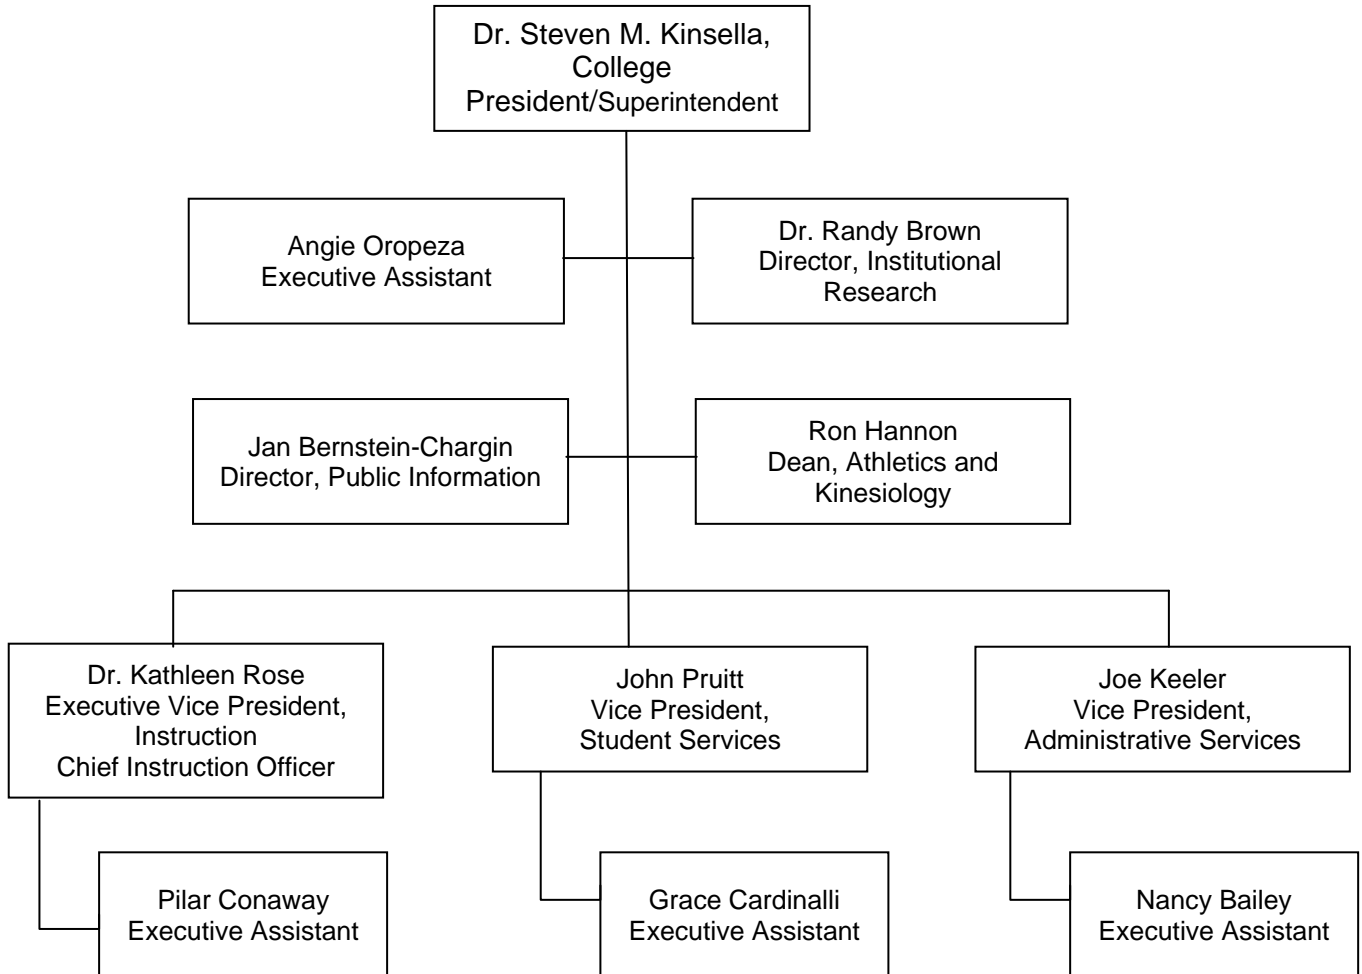 Dr. Steven M. Kinsella,
College
President/Superintendent
Angie Oropeza
Executive Assistant
Dr. Randy Brown
Director, Institutional
Research
Jan Bernstein-Chargin
Director, Public Information
Ron Hannon
Dean, Athletics and
Kinesiology
Dr. Kathleen Rose
Executive Vice President,
Instruction
Chief Instruction Officer
John Pruitt
Vice President,
Student Services
Joe Keeler
Vice President,
Administrative Services
Pilar Conaway
Executive Assistant
Grace Cardinalli
Executive Assistant
Nancy Bailey
Executive Assistant